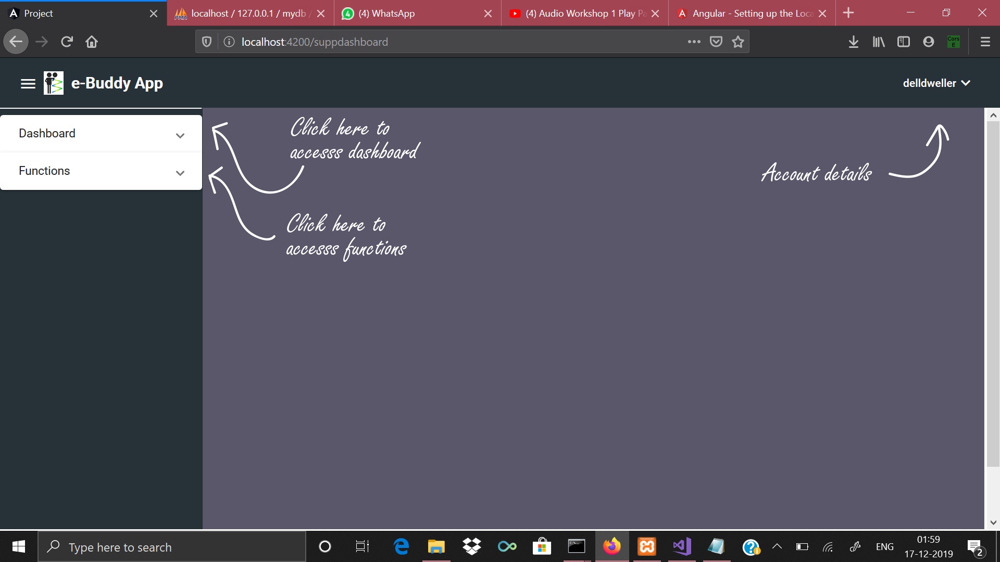 Project
localhost / 127.0.0.1 / mydb /
(4) WhatsApp
(4) Audio Workshop 1 Play Pa
Angular - Setting up the Loca
localhost:4200/suppdashboard
Cors
E
e-Buddy App
delldweller
Dashboard
Functions
Click here to
accesss dashboard
Account details
Click here to
accesss functions
Type here to search
ENG
01:59
17-12-2019
2